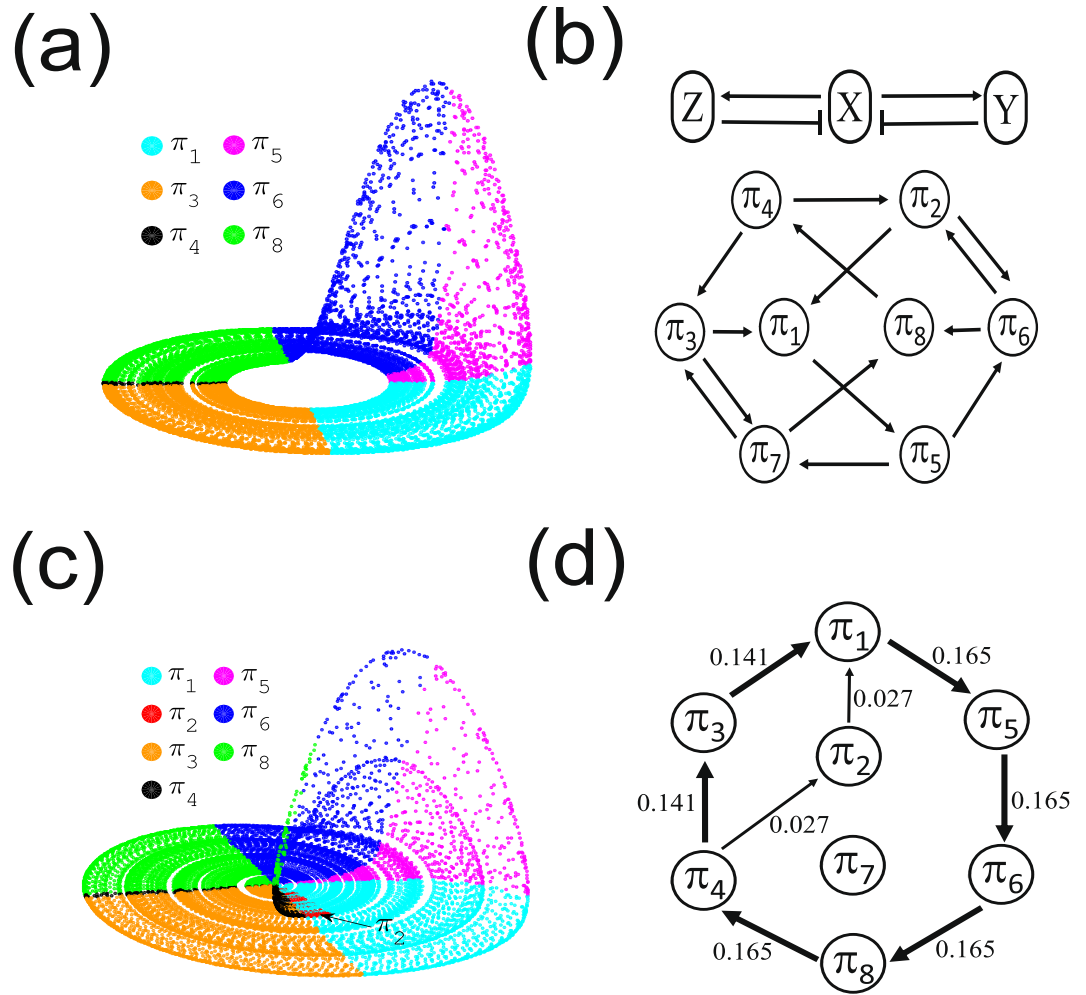 (a)
π1 π5
π3 π6
π4 π8
(b)
Z X Y
π4 π2
π3 π1 π8 π6
π7 π5
(c)
π1 π5
π2 π6
π3 π8
π4
π2
(d)
π1
0.141 0.165
π3 0.027 π5
π2
0.141 0.027 0.165
π4 π7 π6
0.165 0.165
π8